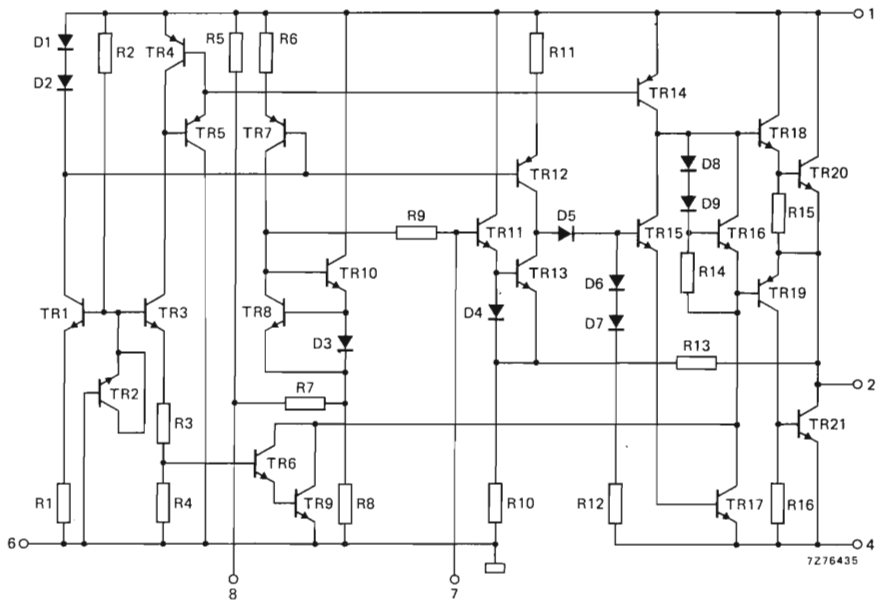 1
D1
R2
TR4
R5
R6
R11
D2
TR14
TR5
TR7
TR18
D8
TR20
TR12
D9
R15
R9
D5
TR11
TR15
TR16
TR10
TR13
D6
R14
TR19
TR1
TR3
TR8
D4
D7
D3
R13
TR2
R7
2
R3
TR21
TR6
R1
R4
TR9
R8
R10
R12
TR17
R16
6
4
7Z76435
8
7